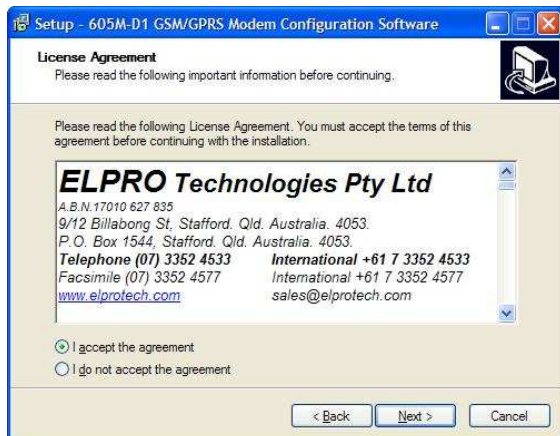 Setup - 605M-D1 GSM/GPRS Modem Configuration Software
License Agreement
Please read the following important information before continuing.
Please read the following License Agreement. You must accept the terms of this
agreement before continuing with the installation.
ELPRO Technologies Pty Ltd
A.B.N.17010 627 835
9/12 Billabong St, Stafford. Qld. Australia. 4053.
P.O. Box 1544, Stafford. Qld. Australia. 4053.
Telephone (07) 3352 4533 International +61 7 3352 4533
Facsimile (07) 3352 4577 International +61 7 3352 4577
www.elprotech.com sales@elprotech.com
I accept the agreement
I do not accept the agreement
< Back Next > Cancel